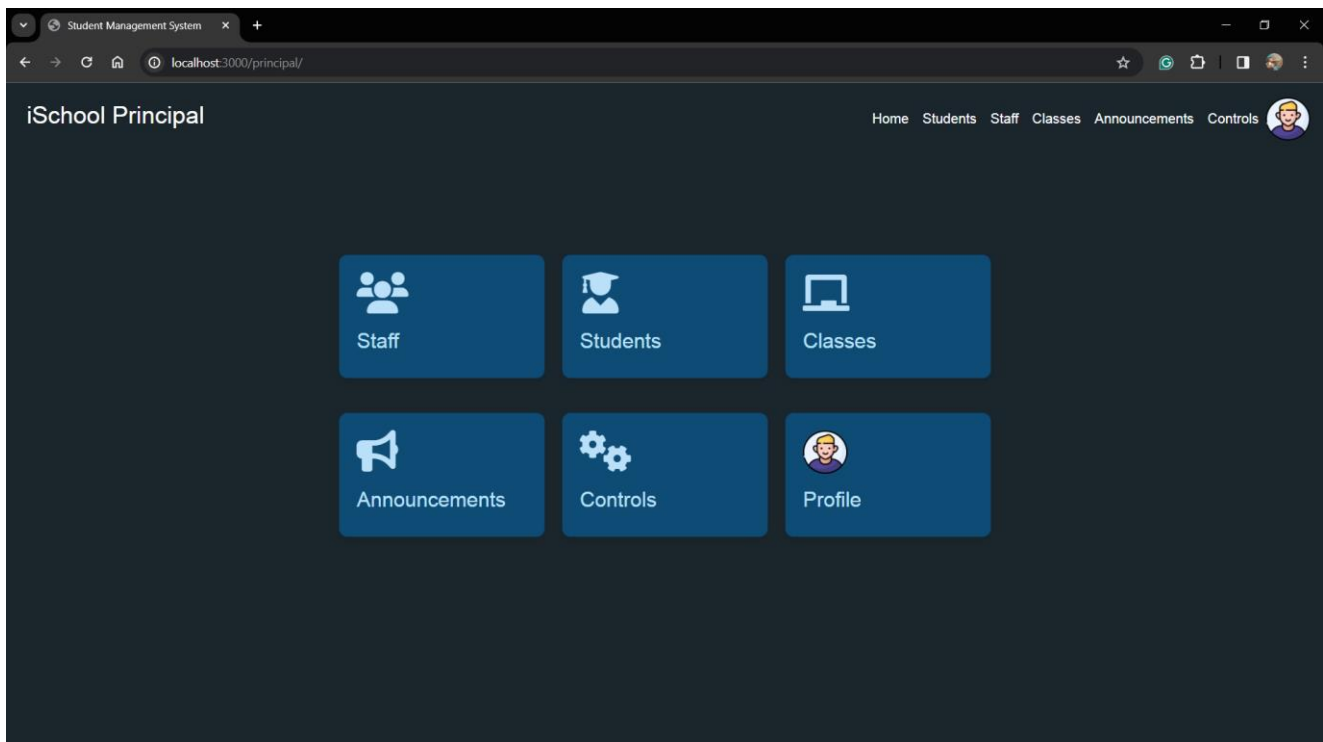 Student Management System
localhost:3000/principal/
iSchool Principal
Home Students Staff Classes Announcements Controls
Staff Students Classes
Announcements Controls Profile